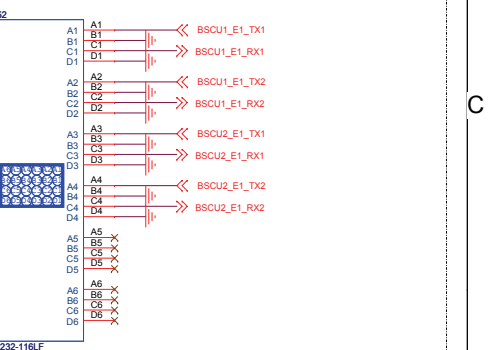 S2
A1 A1 BSCU1_E1_TX1
B1 B1
C1 C1 BSCU1_E1_RX1
D1 D1
A2 A2 BSCU1_E1_TX2
B2 B2
C2 C2 BSCU1_E1_RX2
D2 D2
C
A3 A3 BSCU2_E1_TX1
B3 B3
C3 C3 BSCU2_E1_RX1
D3 D3
A4 A4 BSCU2_E1_TX2
B4 B4
C4 C4 BSCU2_E1_RX2
D4 D4
A5 A5
B5 B5
C5 C5
D5 D5
A6 A6
B6 B6
C6 C6
D6 D6
232-116LF